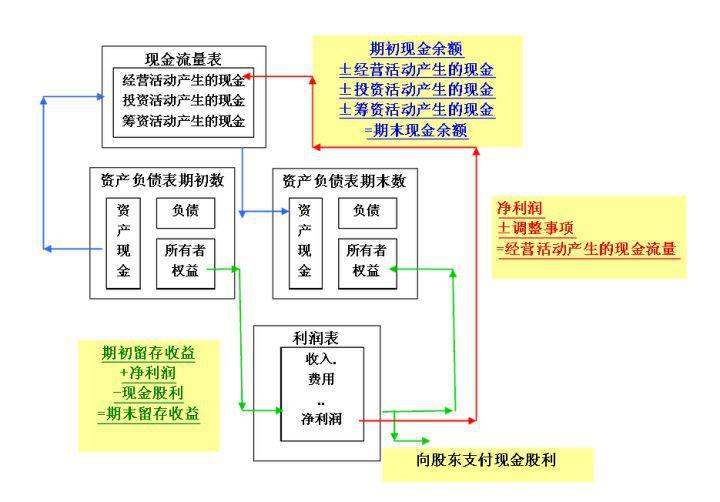 现金流量表
经营活动产生的现金
投资活动产生的现金
筹资活动产生的现金
期初现金余额
±经营活动产生的现金
±投资活动产生的现金
±筹资活动产生的现金
=期末现金余额
资产负债表期初数
资产现金
负债
所有者
权益
资产负债表期末数
资产现金
负债
所有者
权益
净利润
±调整事项
=经营活动产生的现金流量
期初留存收益
+净利润
-现金股利
=期末留存收益
利润表
收入.
费用
..
净利润
向股东支付现金股利